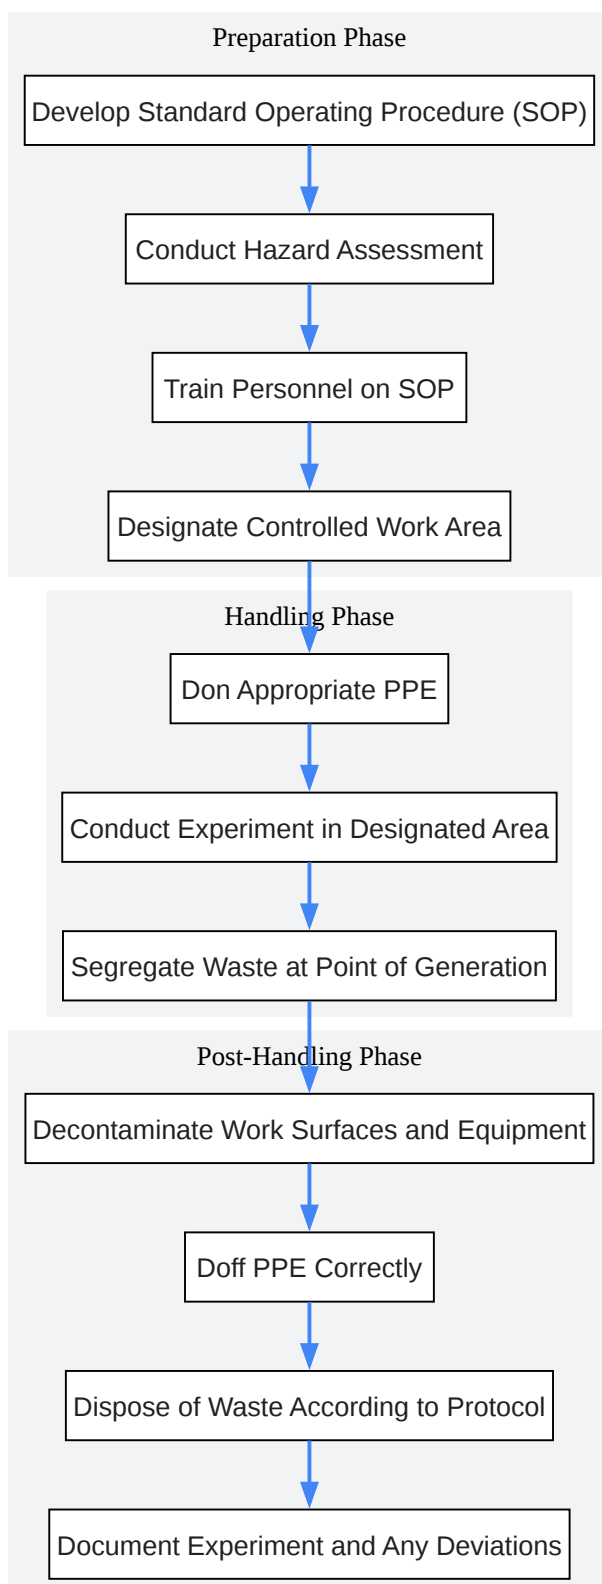 Preparation Phase
Develop Standard Operating Procedure (SOP)
Conduct Hazard Assessment
Train Personnel on SOP
Designate Controlled Work Area
Handling Phase
Don Appropriate PPE
Conduct Experiment in Designated Area
Segregate Waste at Point of Generation
Post-Handling Phase
Decontaminate Work Surfaces and Equipment
Doff PPE Correctly
Dispose of Waste According to Protocol
Document Experiment and Any Deviations